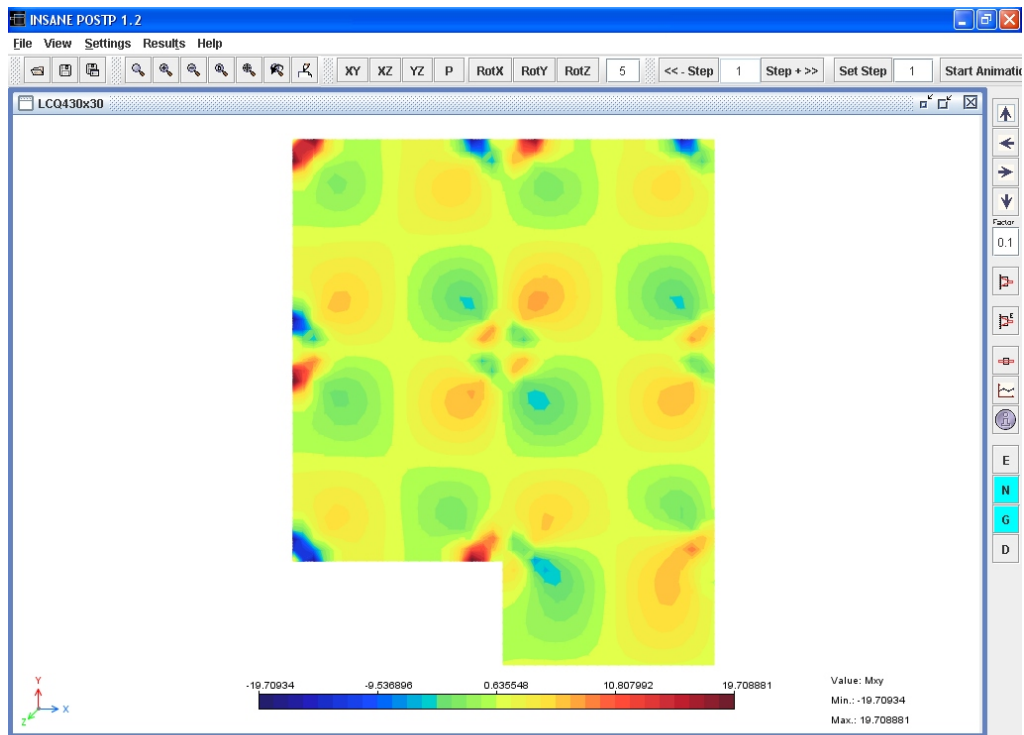 INSANE POSTP 1.2
File View Settings Results Help
XY XZ YZ P RotX RotY RotZ 5 << - Step 1 Step + >> Set Step 1 Start Animatic
LCQ430x30
Factor
0.1
E
E
N
G
D
Y
X
Z
-19.70934 -9.536896 0.635548 10.807992 19.708881
Value: Mxy
Min.: -19.70934
Max.: 19.708881